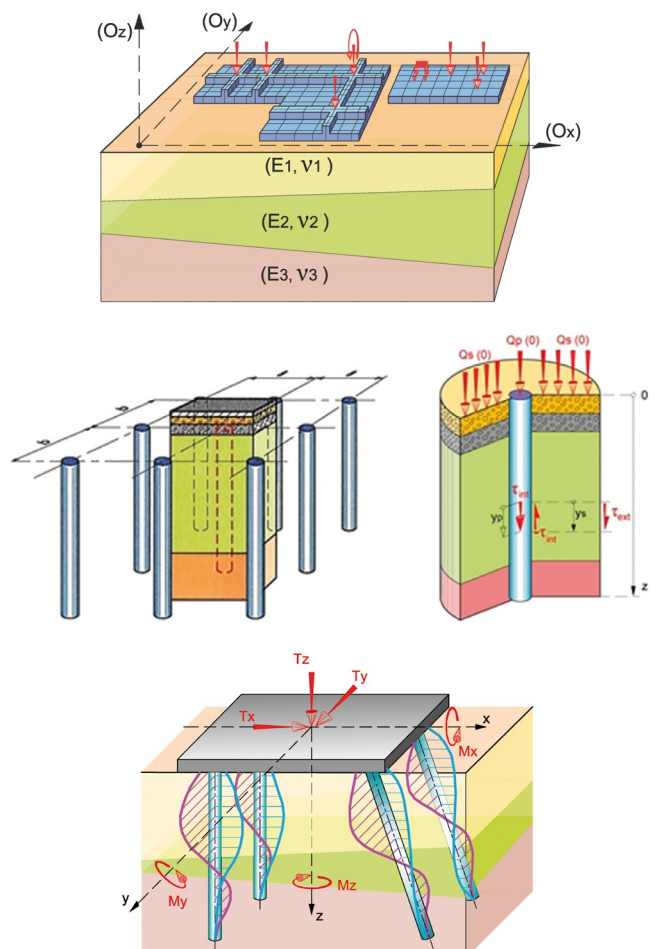 (Oz)
(Oy)
(Ox)
(E1, ν1 )
(E2, ν2 )
(E3, ν3 )
b
b
l
l
Qs (0) Qp (0) Qs (0)
0
τint
yp
τint
ys
τext
z
Tz
Ty
Tx
x
Mx
My
y
Mz
z